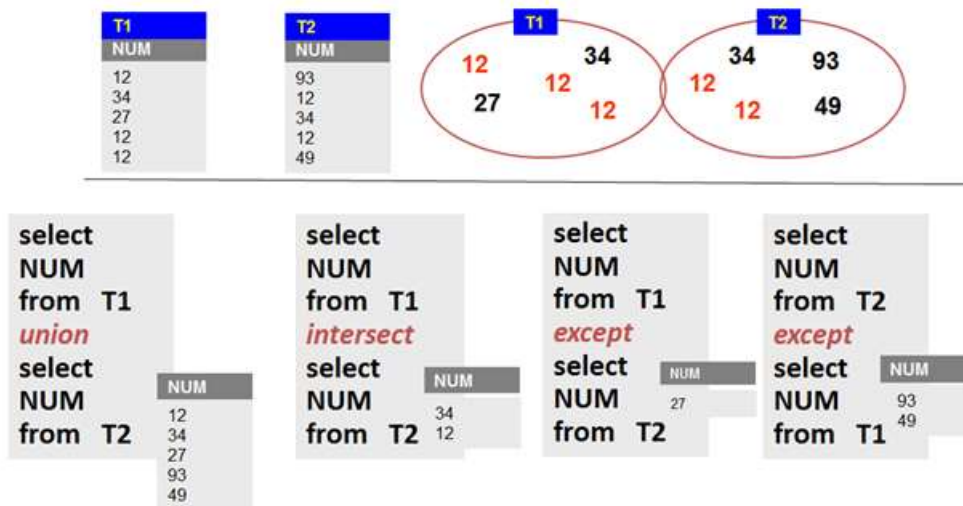 T1
NUM
12
34
27
12
12
T2
NUM
93
12
34
12
49
T1
12
34
12
27
12
T2
34
93
12
12
49
select
NUM
from T1
union
select
NUM
from T2
NUM
12
34
27
93
49
select
NUM
from T1
intersect
select
NUM
from T2
NUM
34
12
select
NUM
from T1
except
select
NUM
from T2
NUM
27
select
NUM
from T2
except
select
NUM
from T1
NUM
93
49